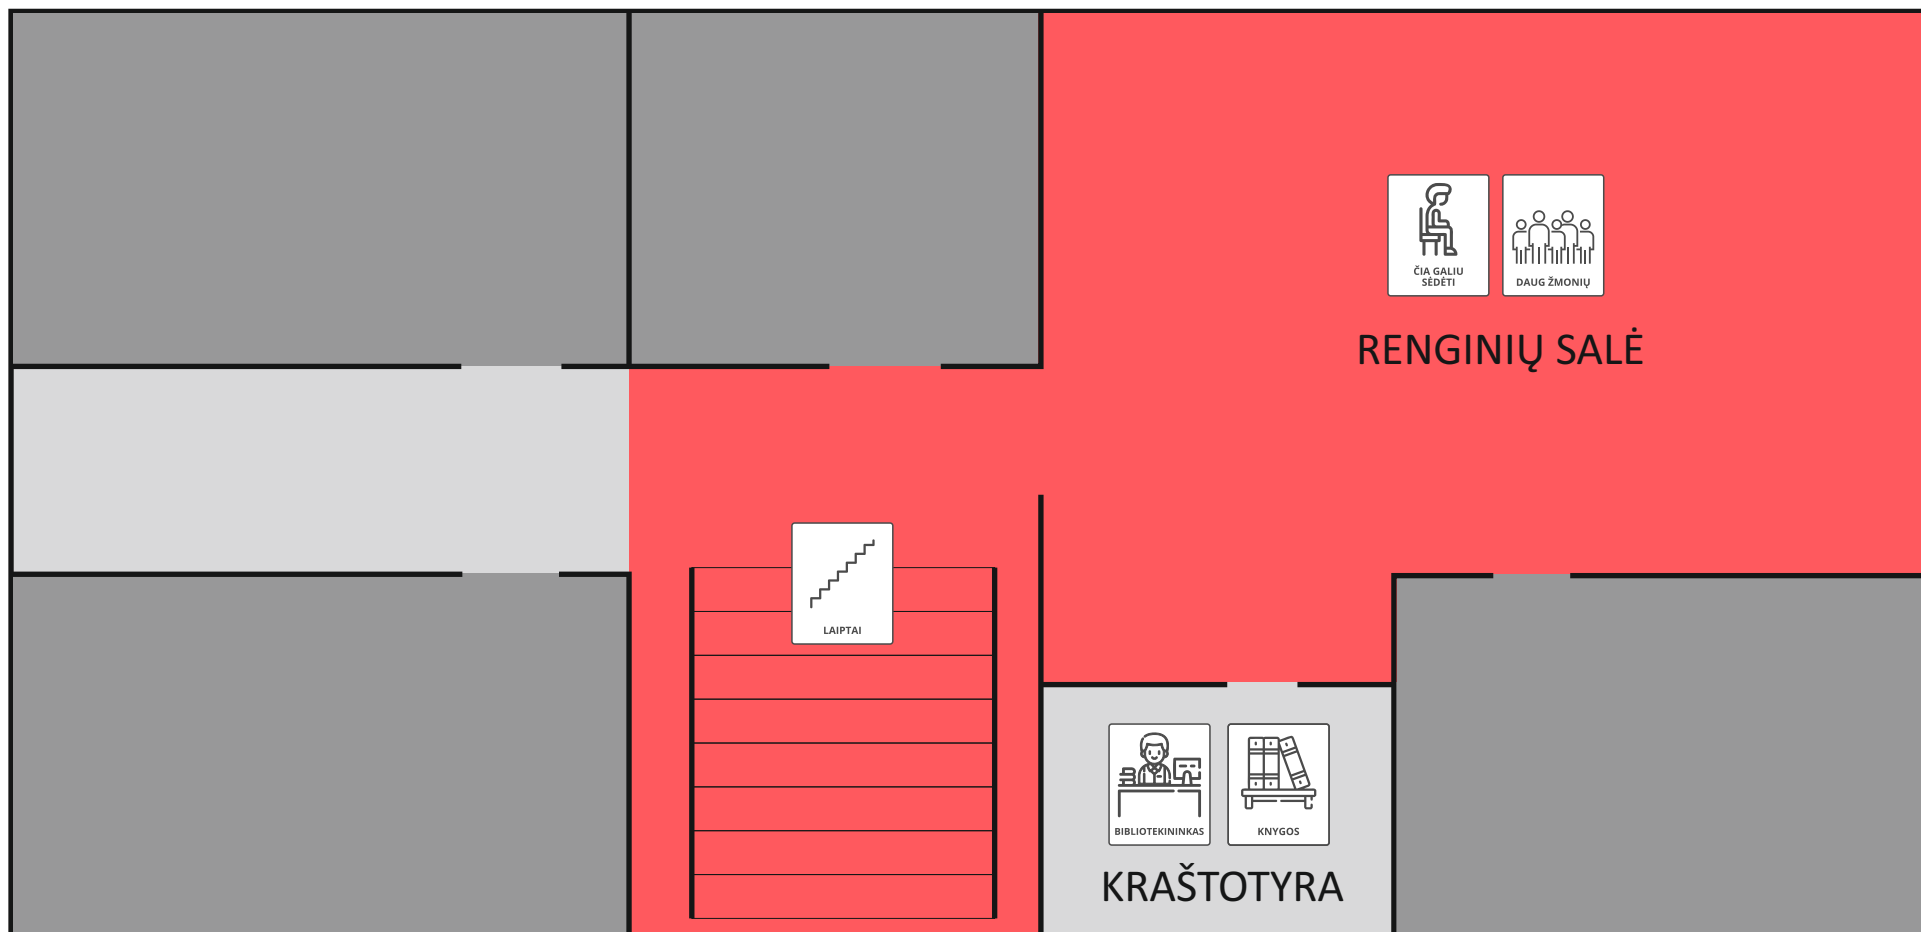 ČIA GALIU
SĖDĖTI
DAUG ŽMONIŲ
RENGINIŲ SALĖ
LAIPTAI
BIBLIOTEKININKAS
KNYGOS
KRAŠTOTYRA